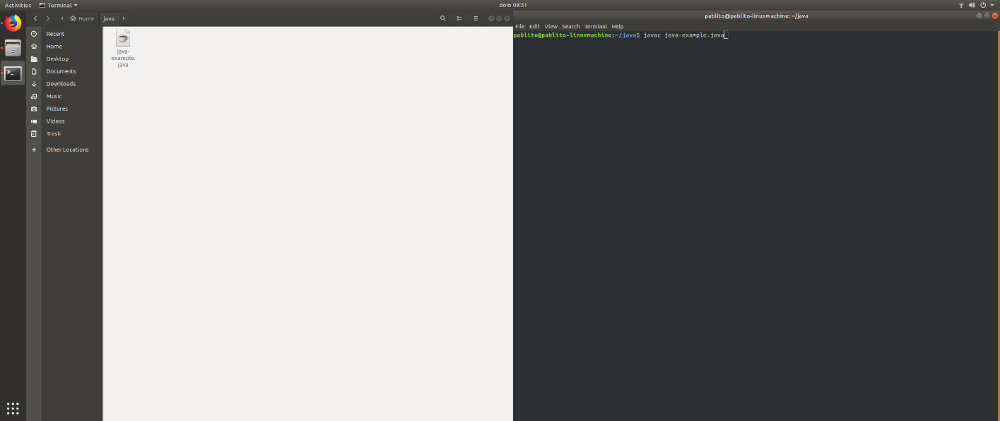 Activities
Terminal
dom 09:31
Home
java
Recent
Home
Desktop
Documents
Downloads
Music
Pictures
Videos
Trash
Other Locations
java-
example.
java
pablito@pablito-linuxmachine: ~/java
File Edit View Search Terminal Help
pablito@pablito-linuxmachine:~/java$ javac java-example.java